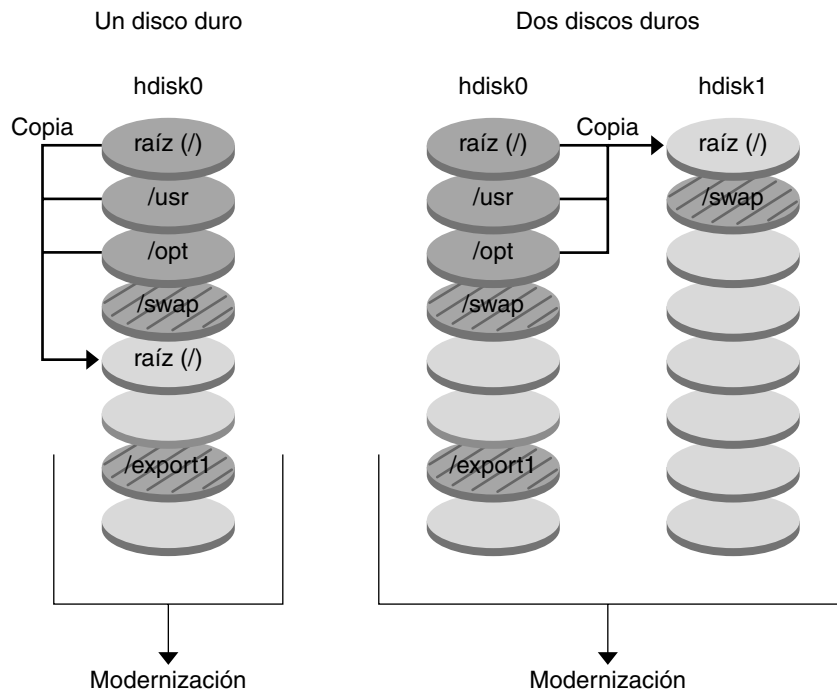 Un disco duro
hdisk0
Copia
raíz (/)
/usr
/opt
/swap
raíz (/)
/export1
Modernización
Dos discos duros
hdisk0
hdisk1
Copia
raíz (/)
/usr
/opt
/swap
/export1
raíz (/)
/swap
Modernización